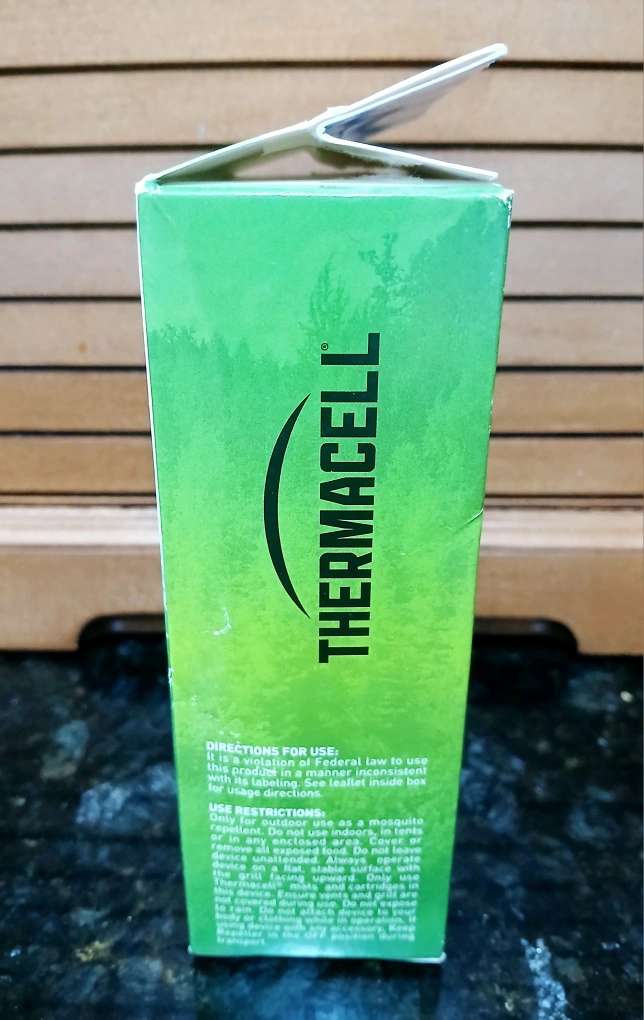 THERMACELL®
DIRECTIONS FOR USE:
It is a violation of Federal law to use
this product in a manner inconsistent
with its labeling. See leaflet inside box
for usage directions.
USE RESTRICTIONS:
Only for outdoor use as a mosquito
repellent. Do not use indoors, in tents
or in any enclosed area. Cover or
remove all exposed food. Do not leave
device unattended. Always operate
device on a flat, stable surface with
the grill facing upward. Only use
Thermacell® mats and cartridges in
this device. Ensure vents and grill are
not covered during use. Do not expose
to rain. Do not attach device to your
body or clothing while in operation, if
using device with any accessory. Keep
Repeller in the OFF position during
transport.